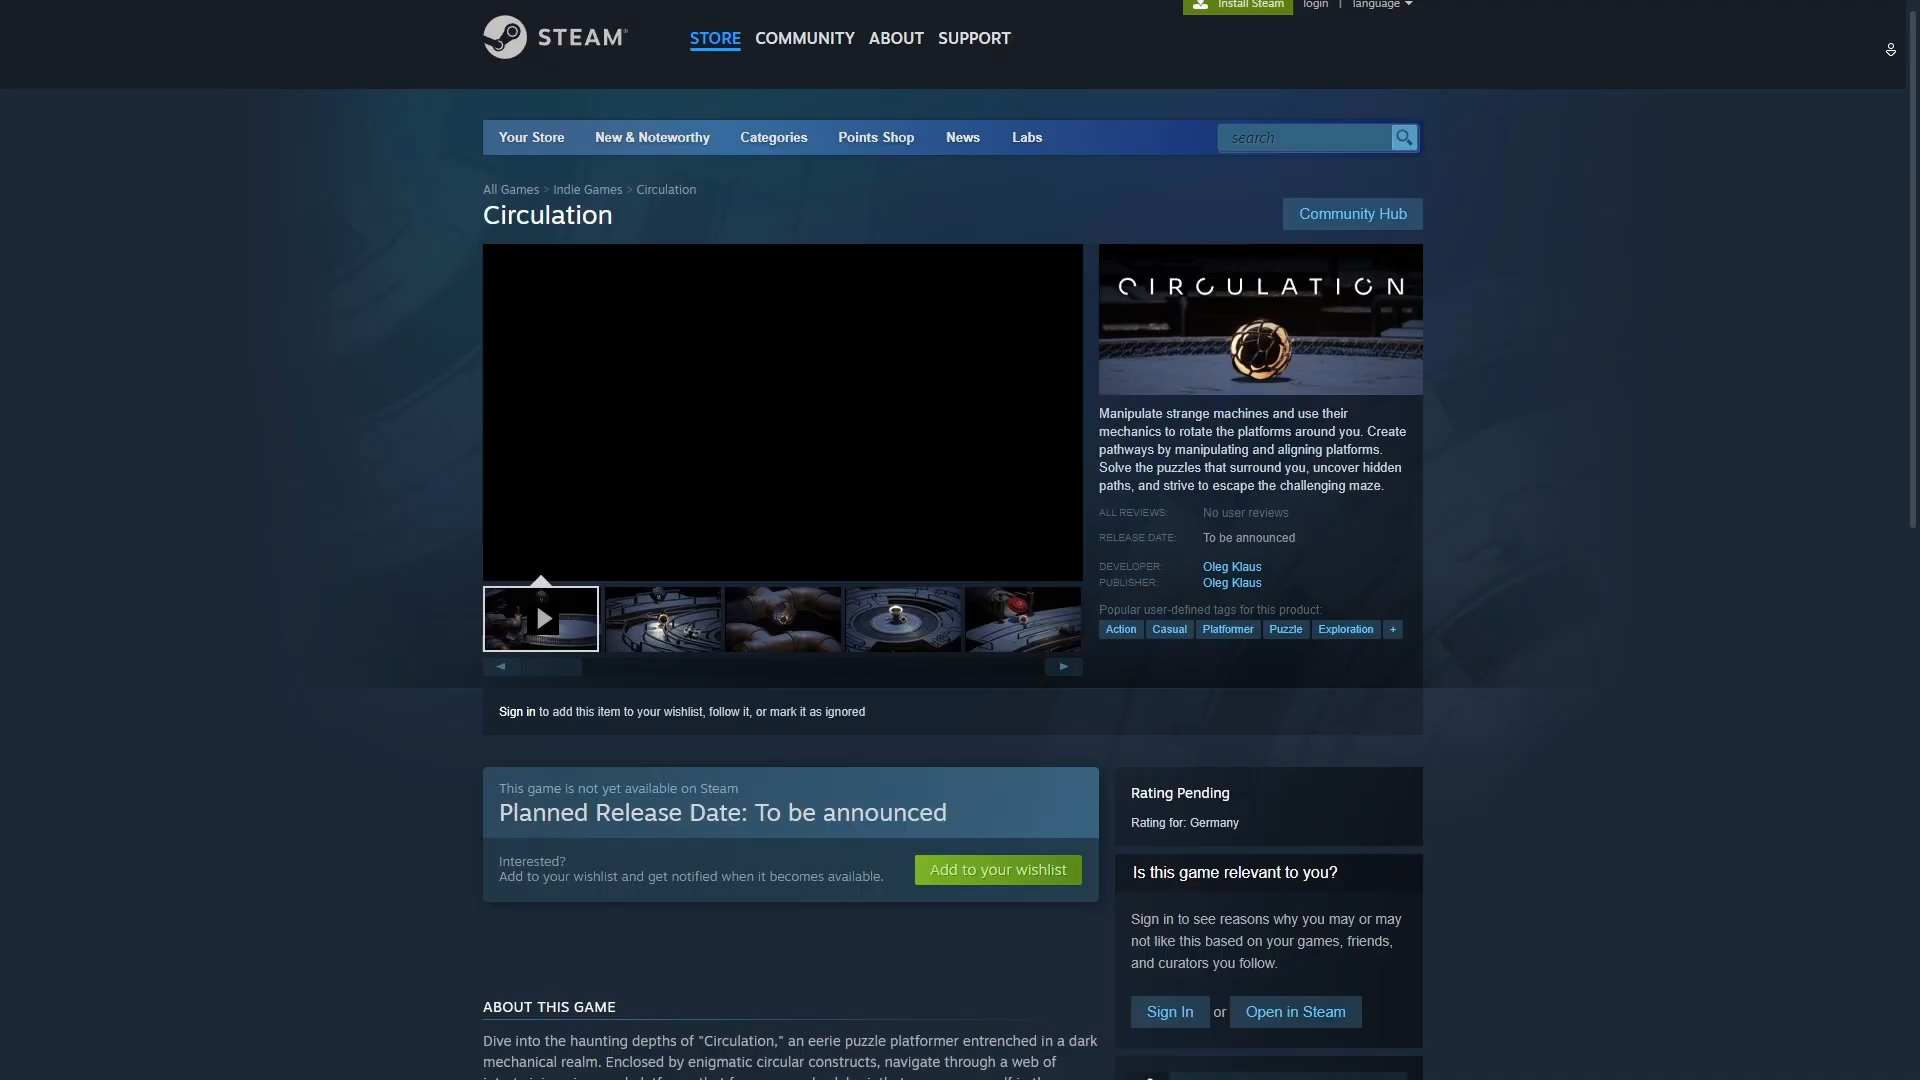 Install Steam login | language
STEAM
STORE COMMUNITY ABOUT SUPPORT
Your Store New & Noteworthy Categories Points Shop News Labs search
All Games > Indie Games > Circulation
Circulation
Community Hub
CIRCULATION
Manipulate strange machines and use their
mechanics to rotate the platforms around you. Create
pathways by manipulating and aligning platforms.
Solve the puzzles that surround you, uncover hidden
paths, and strive to escape the challenging maze.
ALL REVIEWS: No user reviews
RELEASE DATE: To be announced
DEVELOPER: Oleg Klaus
PUBLISHER: Oleg Klaus
Popular user-defined tags for this product:
Action Casual Platformer Puzzle Exploration +
Sign in to add this item to your wishlist, follow it, or mark it as ignored
This game is not yet available on Steam
Planned Release Date: To be announced
Interested?
Add to your wishlist and get notified when it becomes available.
Add to your wishlist
Rating Pending
Rating for: Germany
Is this game relevant to you?
Sign in to see reasons why you may or may
not like this based on your games, friends,
and curators you follow.
Sign In or Open in Steam
ABOUT THIS GAME
Dive into the haunting depths of "Circulation," an eerie puzzle platformer entrenched in a dark
mechanical realm. Enclosed by enigmatic circular constructs, navigate through a web of